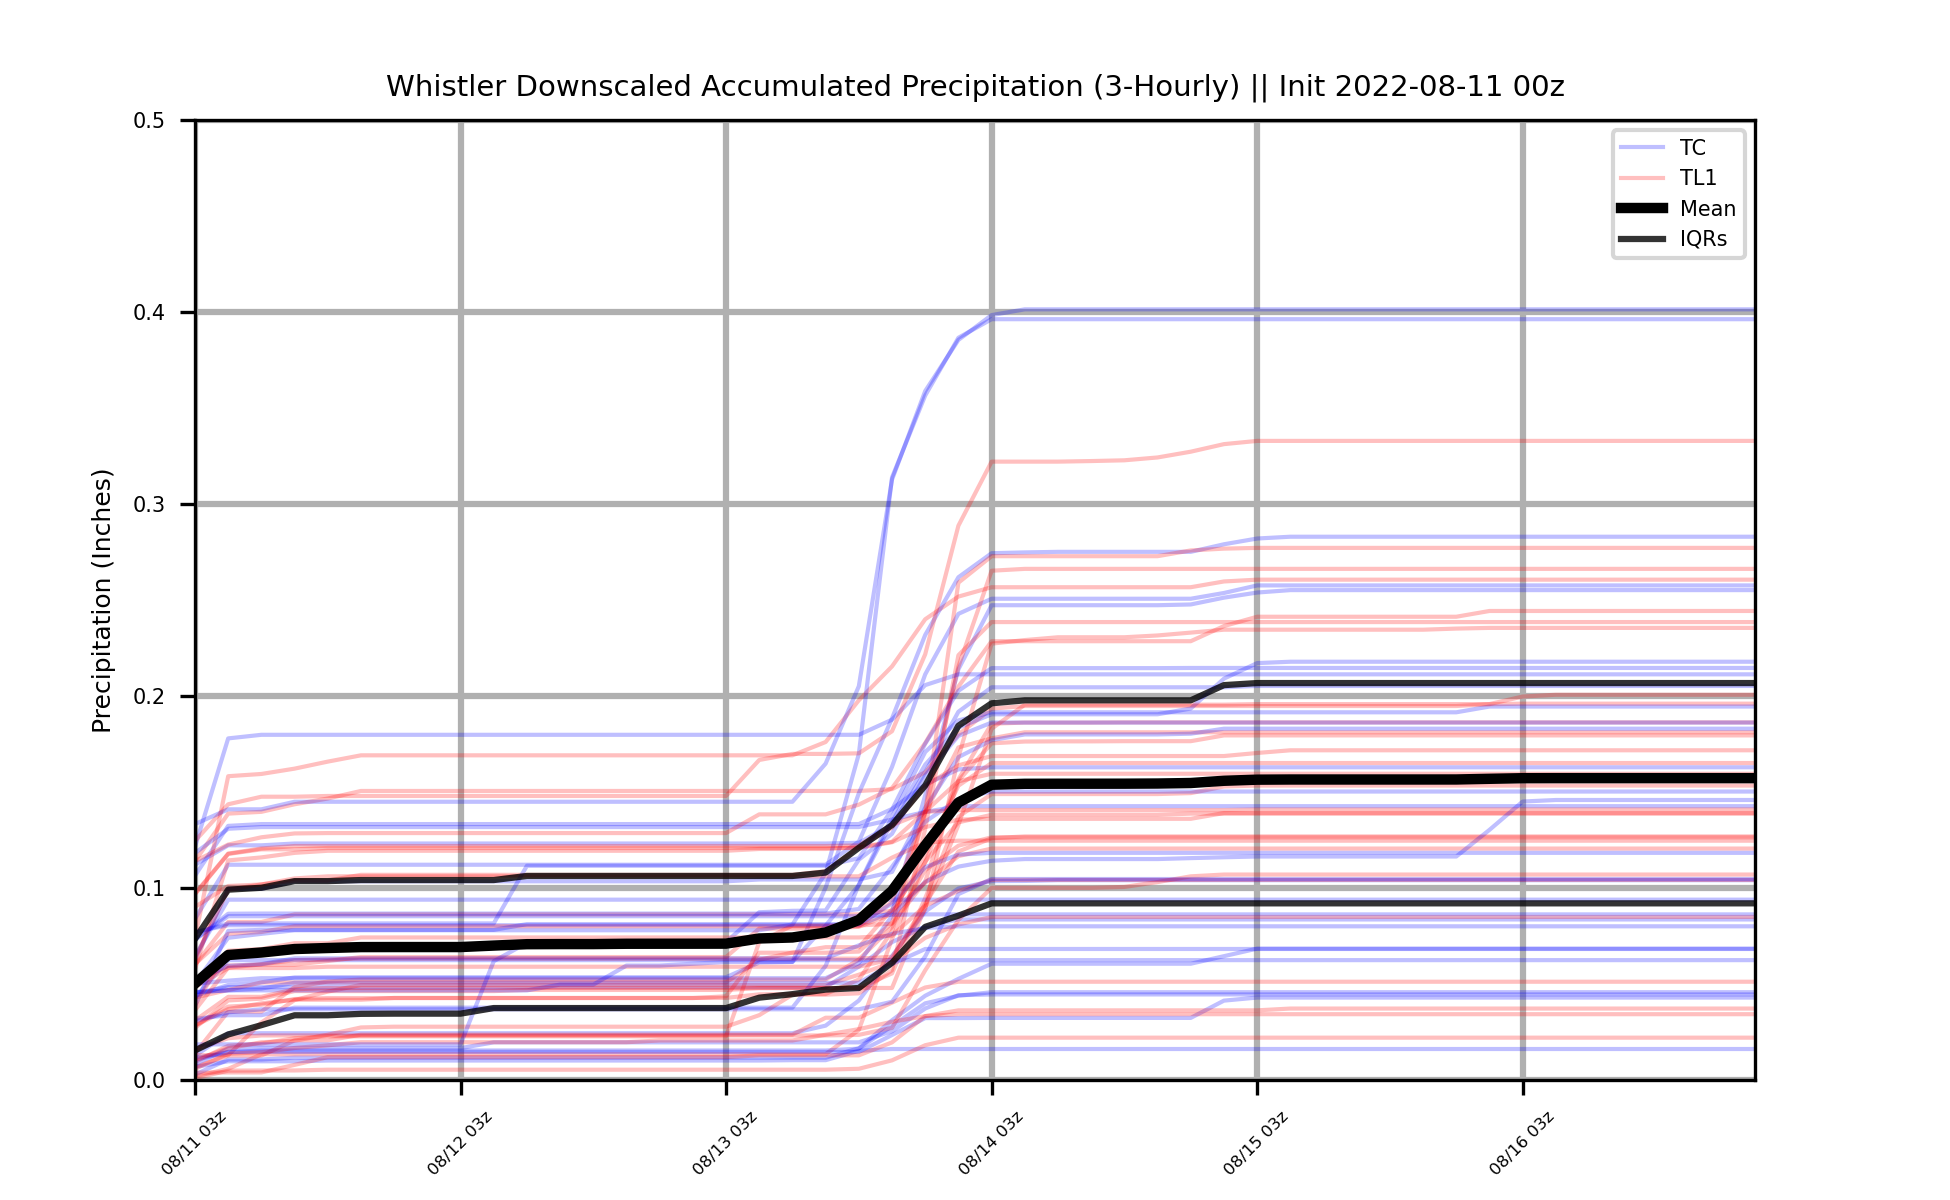 Whistler Downscaled Accumulated Precipitation (3-Hourly) || Init 2022-08-11 00z
Precipitation (Inches)
0.5
0.4
0.3
0.2
0.1
0.0
TC
TL1
Mean
IQRs
08/11 03z
08/12 03z
08/13 03z
08/14 03z
08/15 03z
08/16 03z